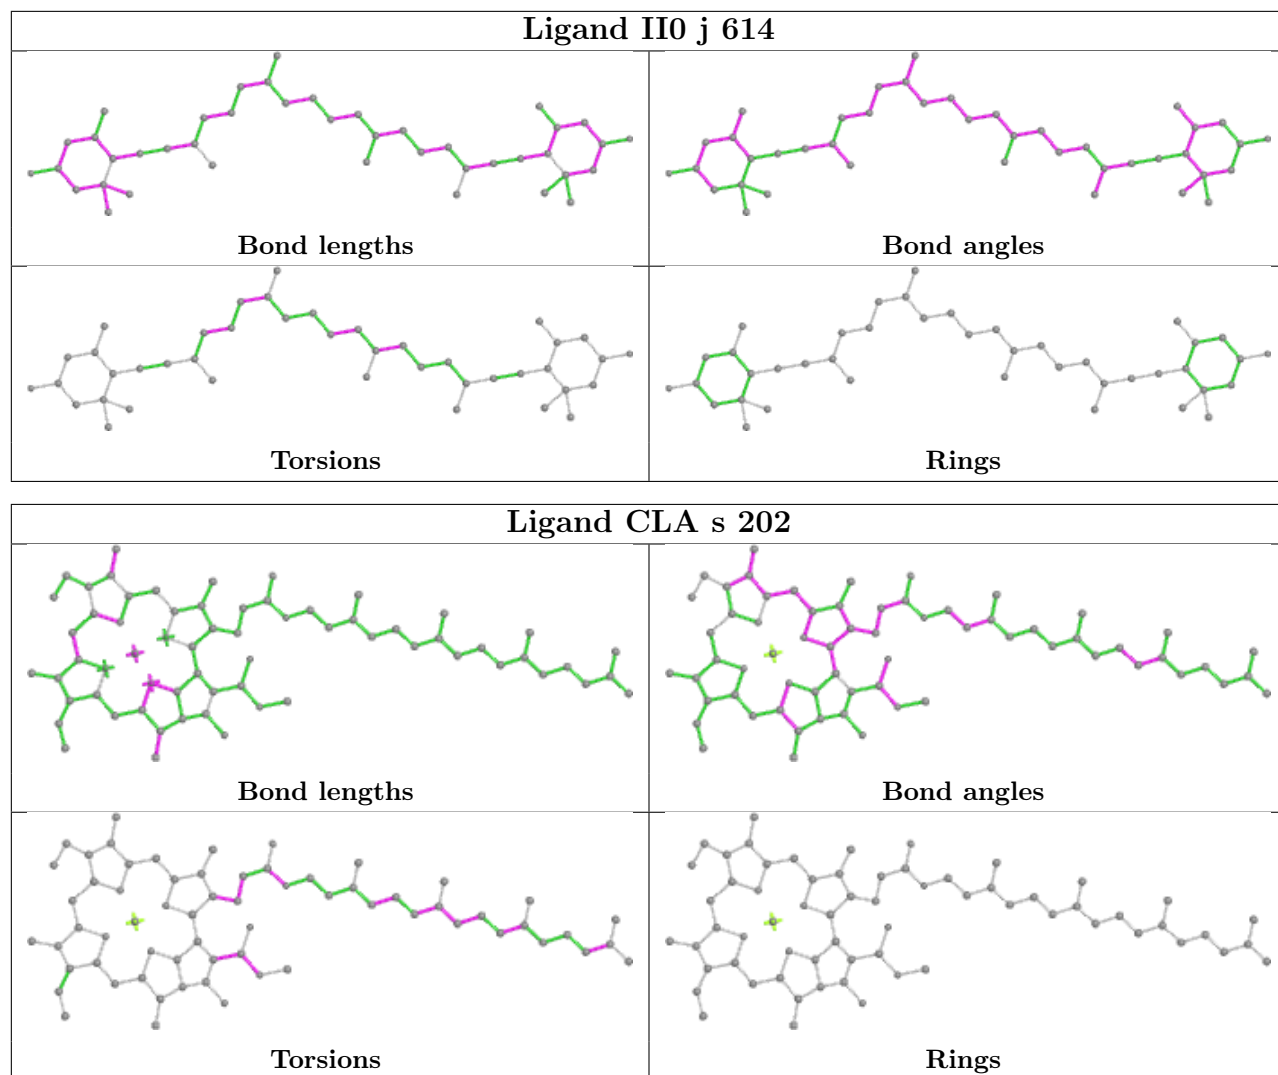 Ligand II0 j 614
Bond lengths
Bond angles
Torsions
Rings
Ligand CLA s 202
Bond lengths
Bond angles
Torsions
Rings